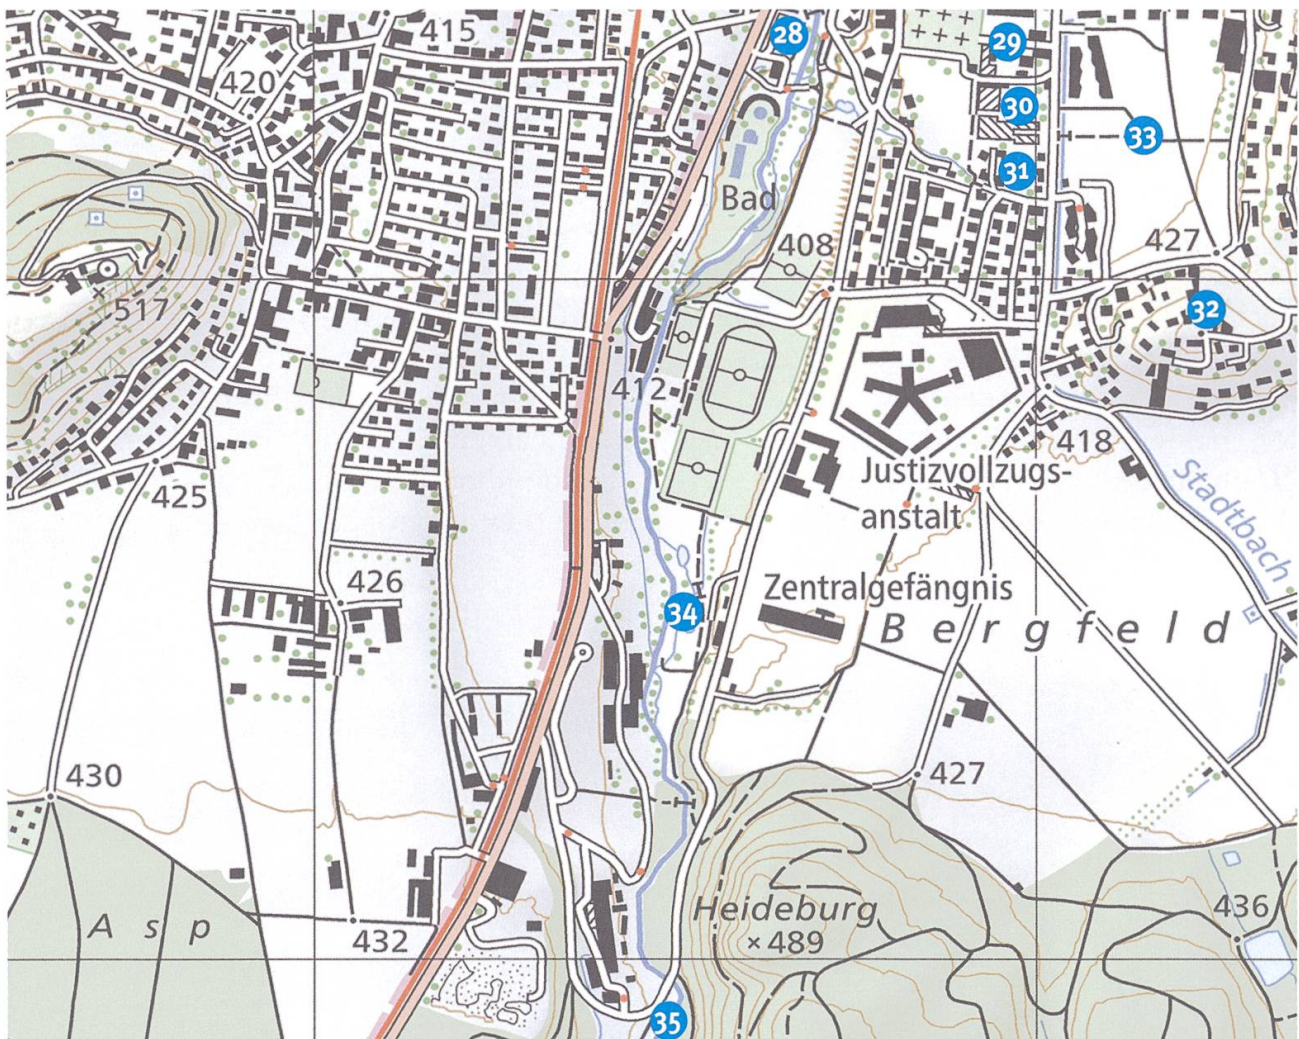 415
28
29
420
30
33
31
Bad
408
427
517
32
412
418
425
Justizvollzugs-
anstalt
Stadtbach
426
Zentralgefängnis
34
Bergfeld
430
427
Asp
432
Heideburg
489
436
35